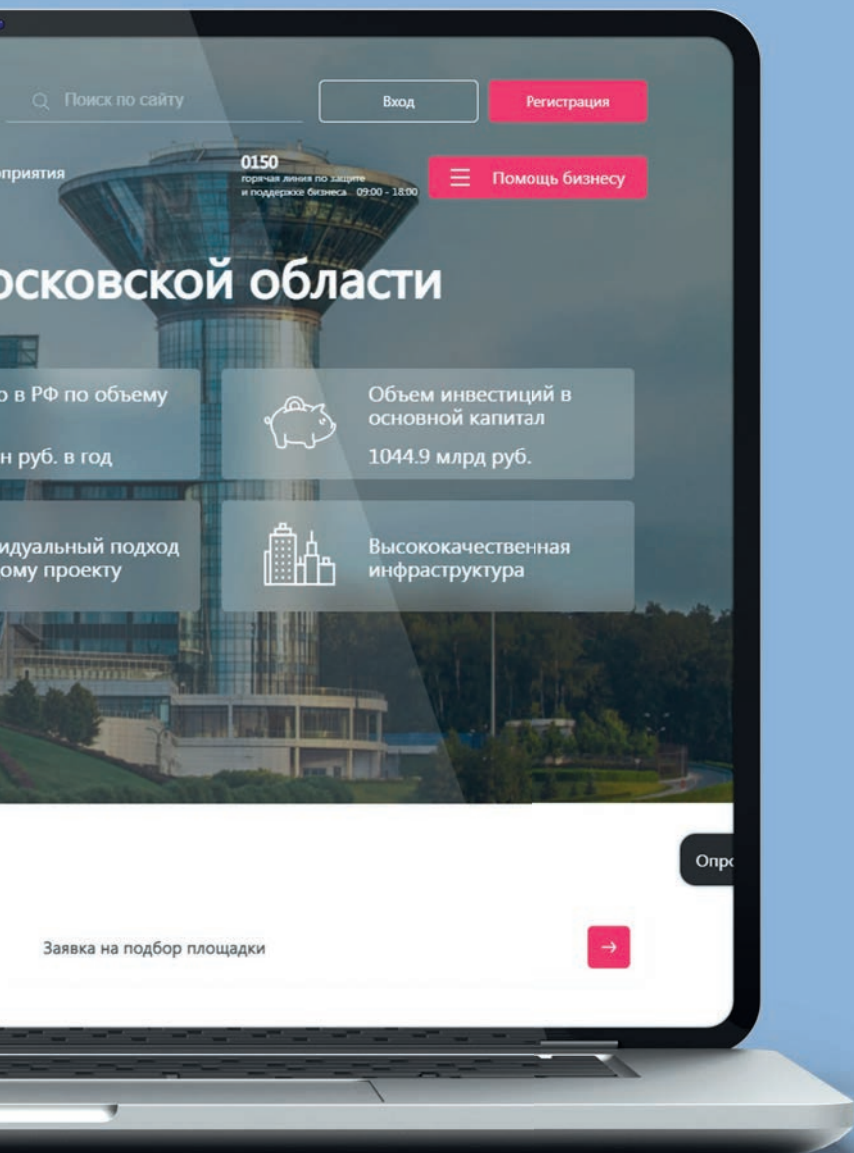 Поиск по сайту
Вход
Регистрация
оприятия
0150
горячая линия по защите
и поддержке бизнеса 09:00 - 18:00
Помощь бизнесу
осковской области
о в РФ по объему
н руб. в год
Объем инвестиций в
основной капитал
1044.9 млрд руб.
идуальный подход
ому проекту
Высококачественная
инфраструктура
Опро
Заявка на подбор площадки